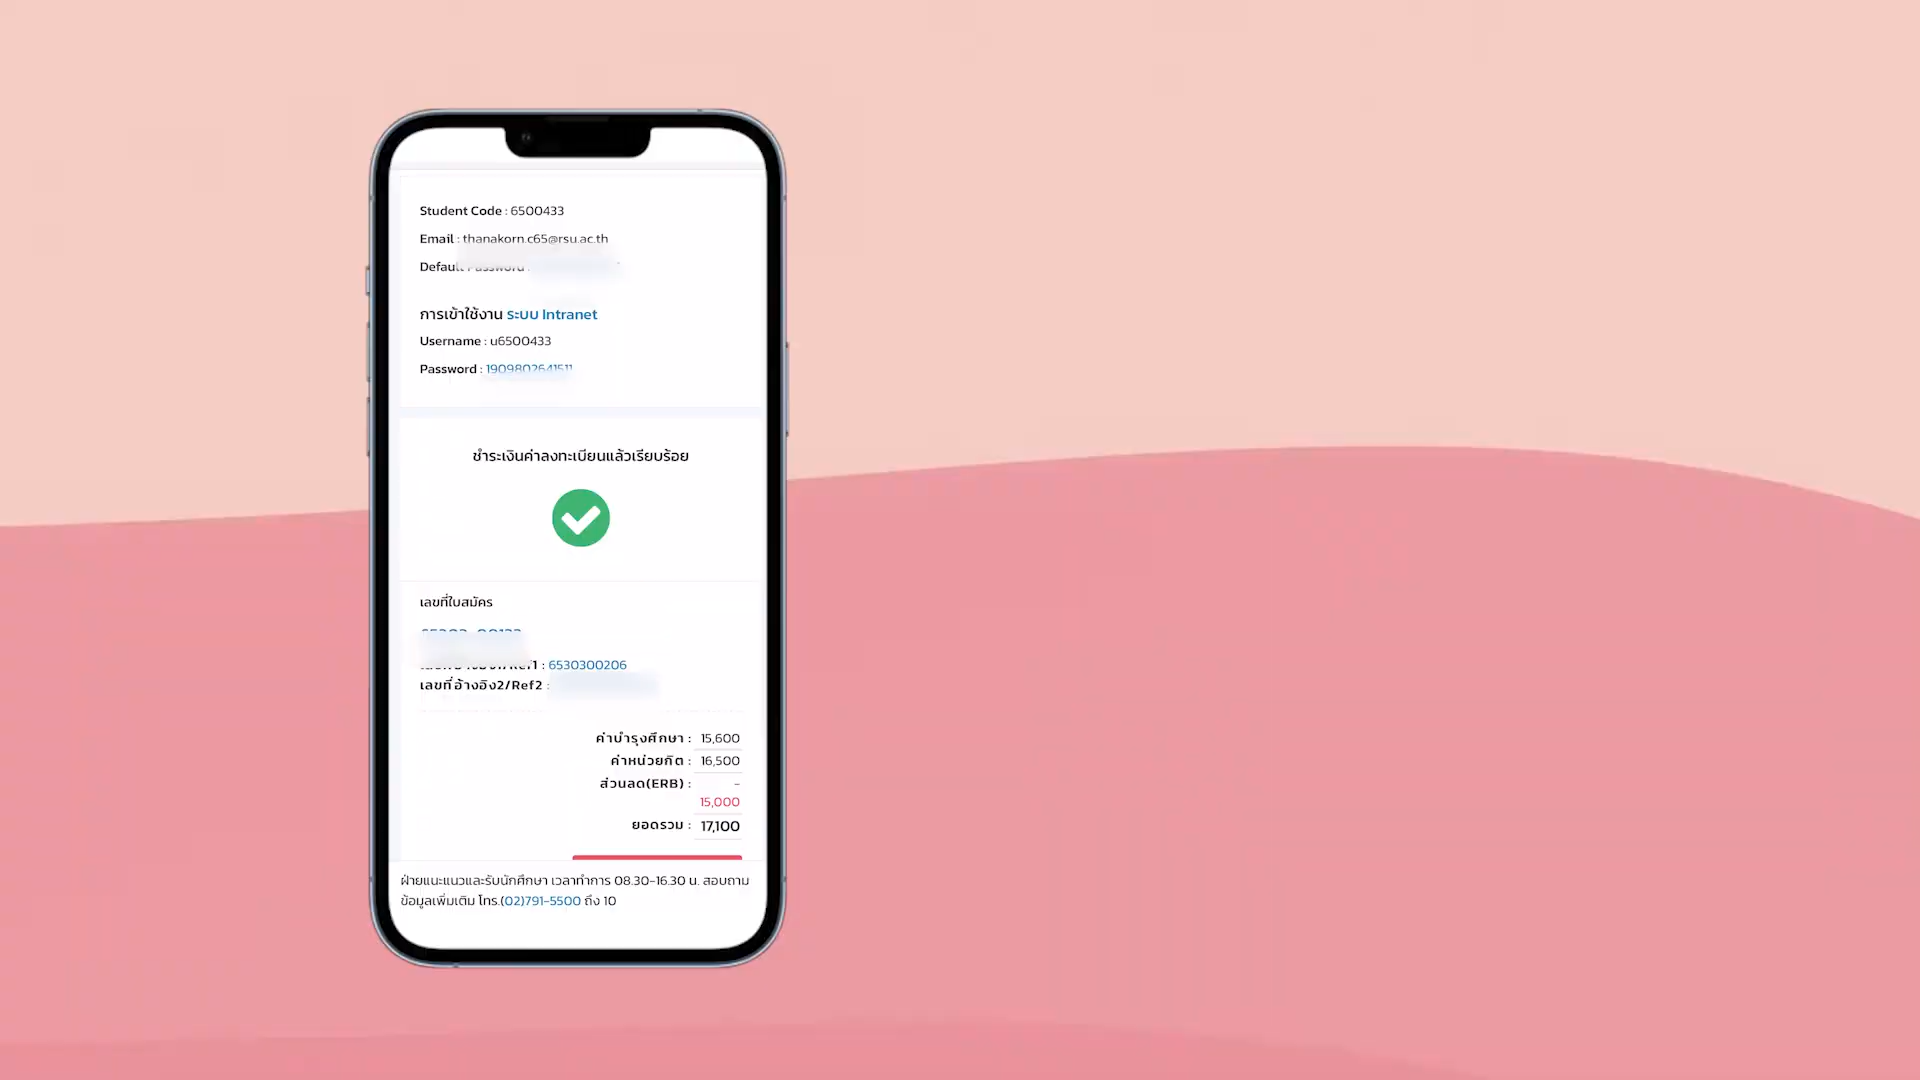 Student Code : 6500433
Email : thanakorn.c65@rsu.ac.th
Default Password :
การเข้าใช้งาน ระบบ Intranet
Username : u6500433
Password :
ชำระเงินค่าลงทะเบียนแล้วเรียบร้อย
เลขที่ใบสมัคร
: 6530300206
เลขที่อ้างอิง2/Ref2 :
ค่าบำรุงศึกษา : 15,600
ค่าหน่วยกิต : 16,500
ส่วนลด(ERB) : -
15,000
ยอดรวม : 17,100
ฝ่ายแนะแนวและรับนักศึกษา เวลาทำการ 08.30-16.30 น. สอบถาม
ข้อมูลเพิ่มเติม โทร.(02)791-5500 ถึง 10